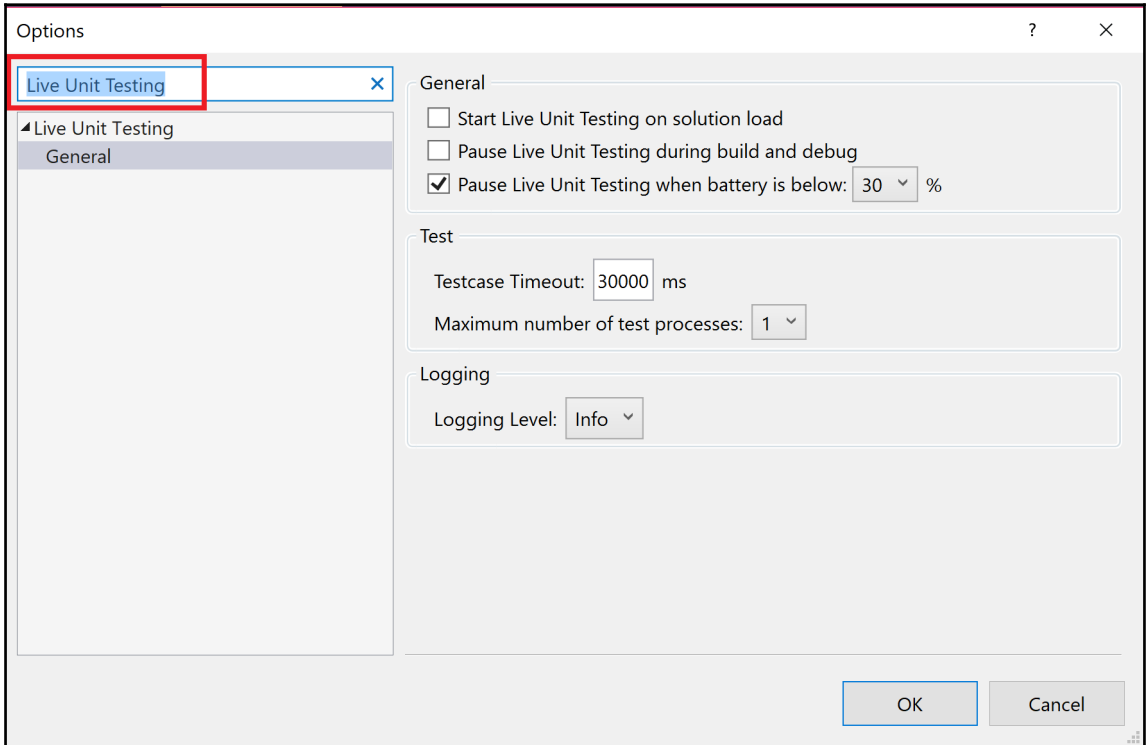 Options
?
Live Unit Testing
Live Unit Testing
General
General
Start Live Unit Testing on solution load
Pause Live Unit Testing during build and debug
Pause Live Unit Testing when battery is below: 30 %
Test
Testcase Timeout: 30000 ms
Maximum number of test processes: 1
Logging
Logging Level: Info
OK
Cancel